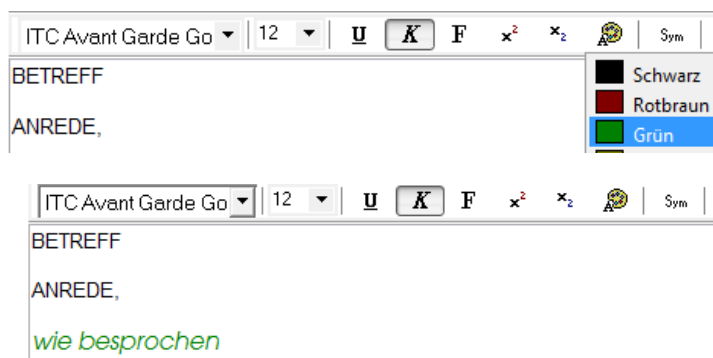 ITC Avant Garde Go 12 U K F x² x₂ A Sym
BETREFF
Schwarz
Rotbraun
ANREDE,
Grün
ITC Avant Garde Go 12 U K F x² x₂ A Sym
BETREFF
ANREDE,
wie besprochen